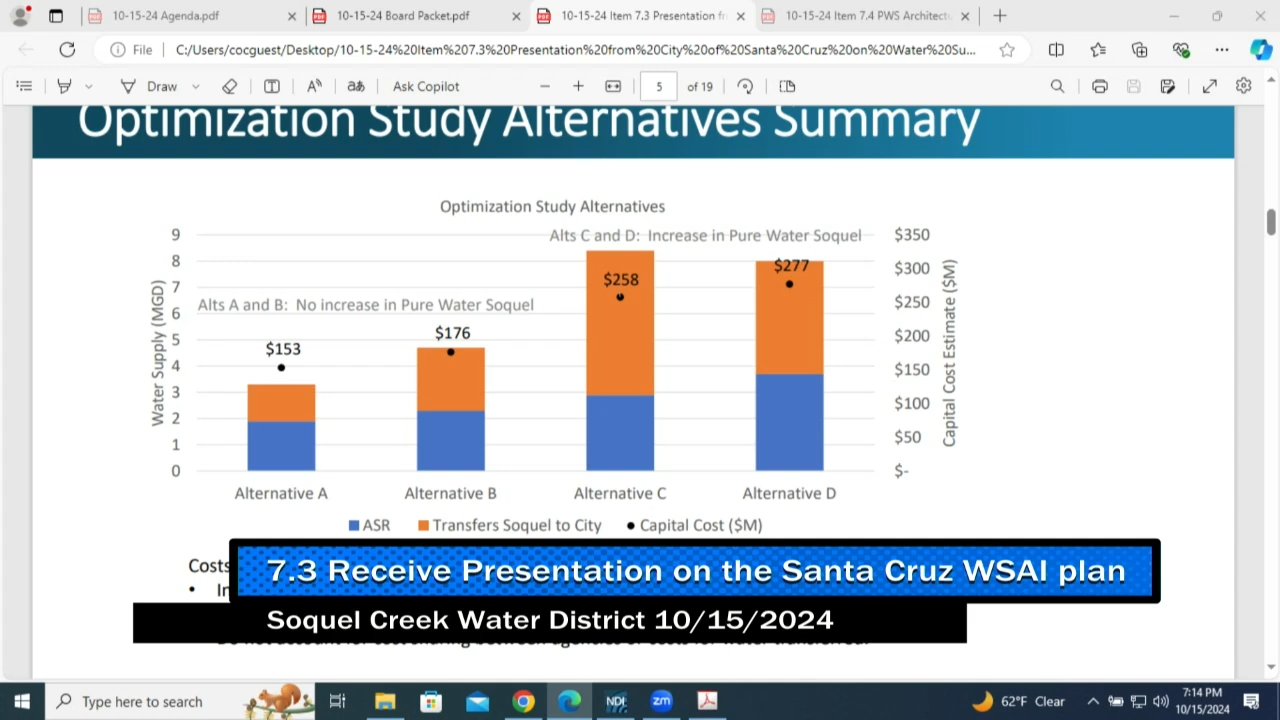 10-15-24 Agenda.pdf
10-15-24 Board Packet.pdf
10-15-24 Item 7.3 Presentation fr
10-15-24 Item 7.4 PWS Architectu
File
C:/Users/cocguest/Desktop/10-15-24%20Item%207.3%20Presentation%20from%20City%20of%20Santa%20Cruz%20on%20Water%20Su...
Draw
Ask Copilot
5
of 19
Optimization Study Alternatives Summary
Optimization Study Alternatives
Alts C and D: Increase in Pure Water Soquel
Alts A and B: No increase in Pure Water Soquel
Water Supply (MGD)
9
8
7
6
5
4
3
2
1
0
$153
$176
$258
$277
$350
$300
$250
$200
$150
$100
$50
$-
Capital Cost Estimate ($M)
Alternative A
Alternative B
Alternative C
Alternative D
ASR
Transfers Soquel to City
Capital Cost ($M)
Costs
• In
7.3 Receive Presentation on the Santa Cruz WSAI plan
Soquel Creek Water District 10/15/2024
Type here to search
NDI
zm
62°F Clear
7:14 PM
10/15/2024